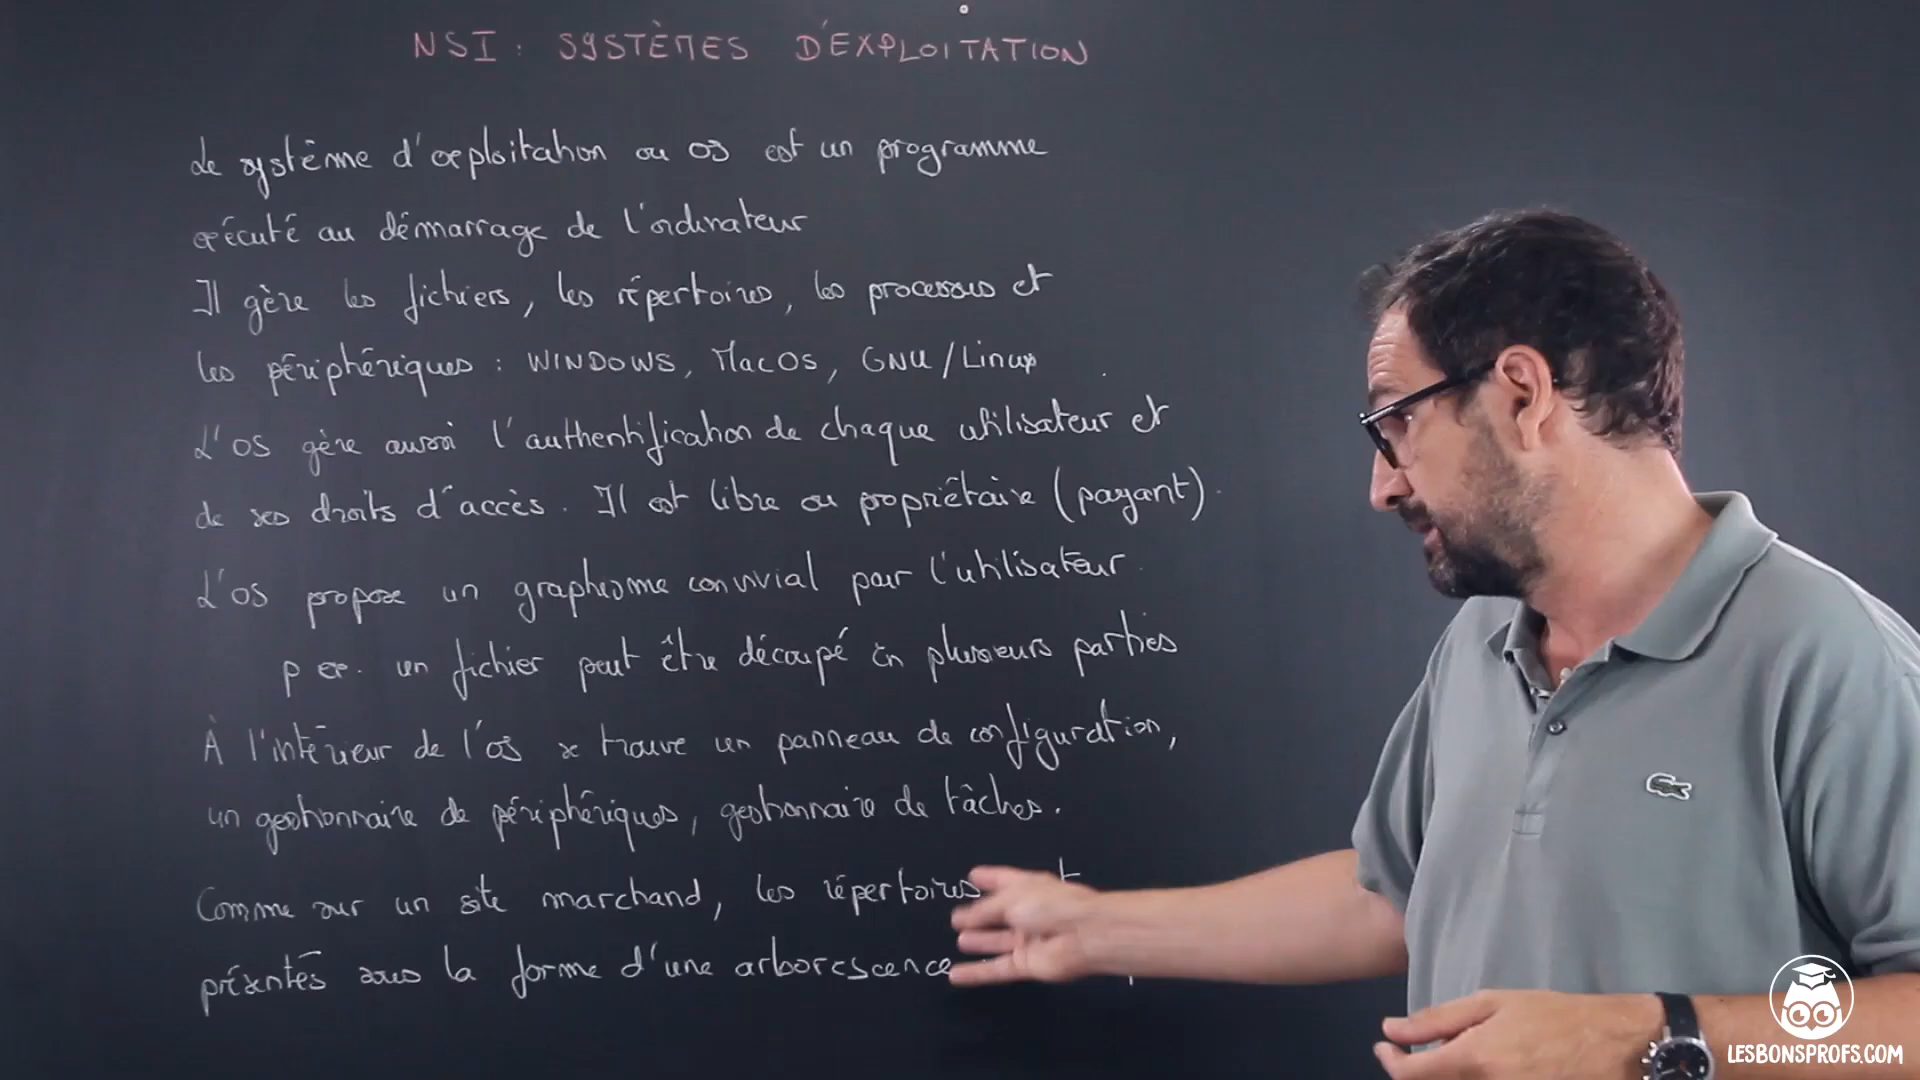 NSI : SYSTÈMES D'EXPLOITATION
Le système d'exploitation ou OS est un programme
exécuté au démarrage de l'ordinateur
Il gère les fichiers, les répertoires, les processus et
les périphériques : WINDOWS, MacOS, GNU/Linux
L'OS gère aussi l'authentification de chaque utilisateur et
de ses droits d'accès. Il est libre ou propriétaire (payant).
L'OS propose un graphisme convivial pour l'utilisateur.
p ex. un fichier peut être découpé en plusieurs parties
À l'intérieur de l'OS se trouve un panneau de configuration,
un gestionnaire de périphériques, gestionnaire de tâches.
Comme sur un site marchand, les répertoires
présentés sous la forme d'une arborescence
LESBONSPROFS.COM